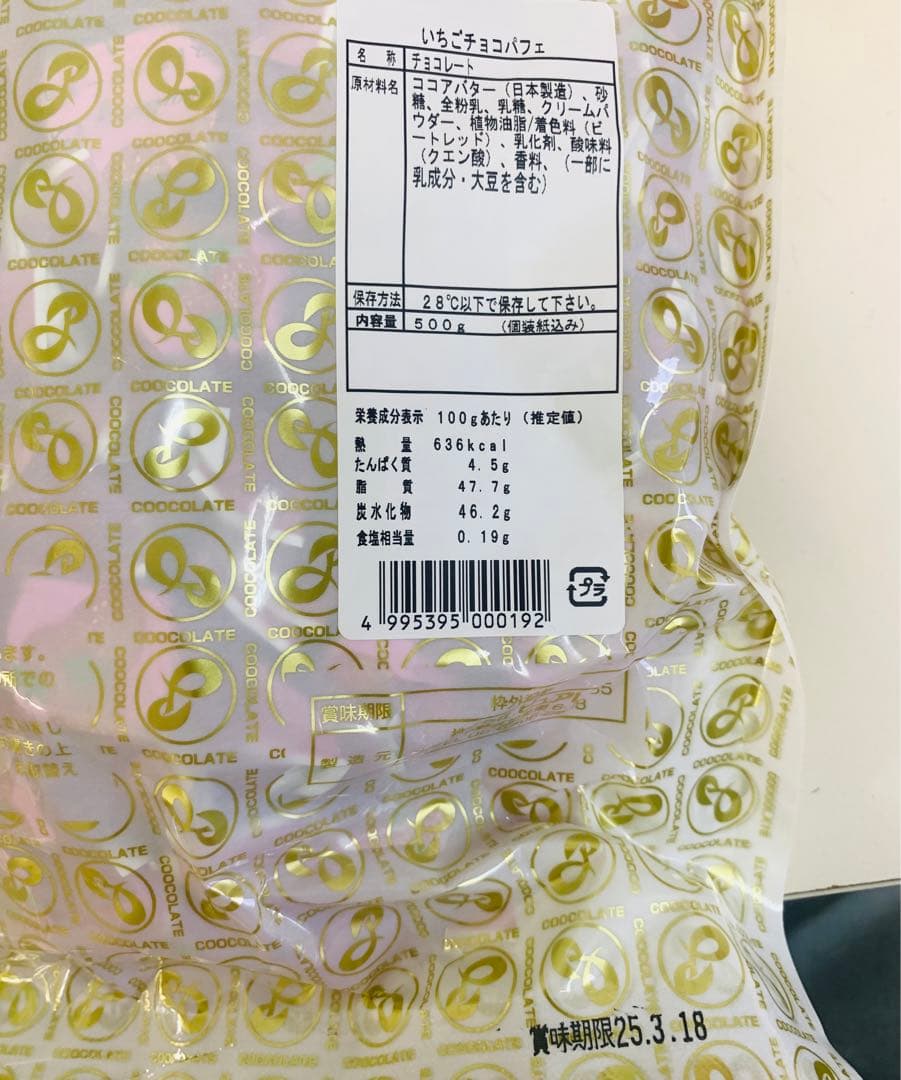 いちごチョコパフェ
名 称 チョコレート
原材料名 ココアバター（日本製造）、砂
糖、全粉乳、乳糖、クリームパ
ウダー、植物油脂/着色料（ビ
ートレッド）、乳化剤、酸味料
（クエン酸）、香料、（一部に
乳成分・大豆を含む）
保存方法 28℃以下で保存して下さい。
内容量 500g （個装紙込み）
栄養成分表示 100gあたり（推定値）
熱 量 636kcal
たんぱく質 4.5g
脂 質 47.7g
炭水化物 46.2g
食塩相当量 0.19g
プラ
4 995395 000192
賞味期限
製造元
COOCOLATE
賞味期限25.3.18